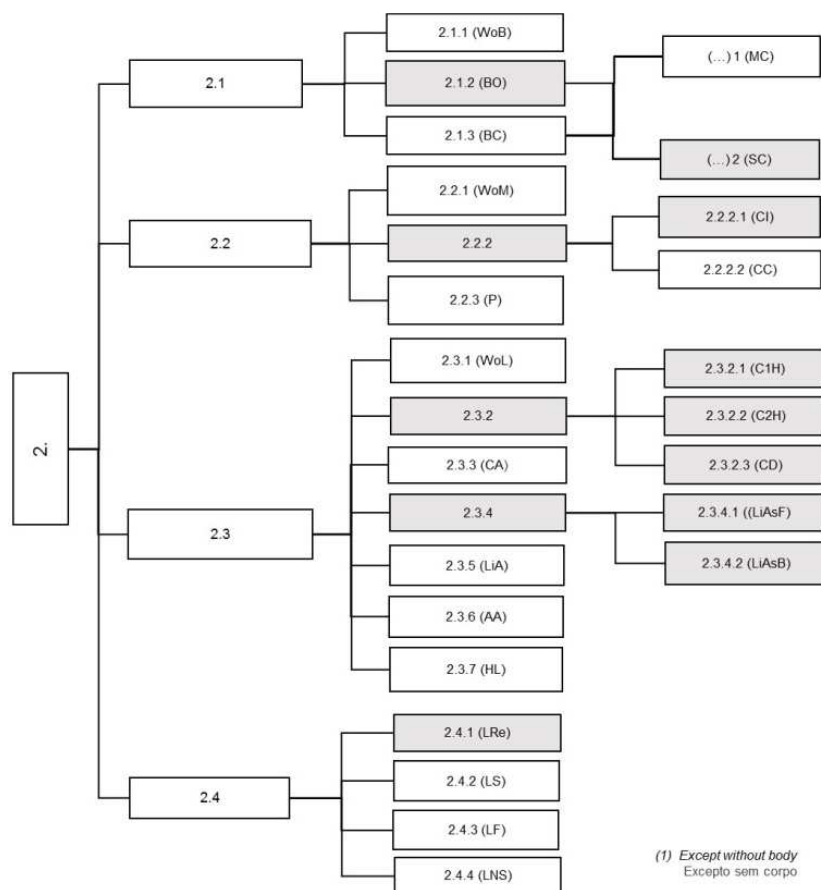 2.
2.1
2.1.1 (WoB)
2.1.2 (BO)
2.1.3 (BC)
(...) 1 (MC)
(...) 2 (SC)
2.2
2.2.1 (WoM)
2.2.2
2.2.3 (P)
2.2.2.1 (CI)
2.2.2.2 (CC)
2.3
2.3.1 (WoL)
2.3.2
2.3.3 (CA)
2.3.4
2.3.5 (LiA)
2.3.6 (AA)
2.3.7 (HL)
2.3.2.1 (C1H)
2.3.2.2 (C2H)
2.3.2.3 (CD)
2.3.4.1 ((LiAsF)
2.3.4.2 (LiAsB)
2.4
2.4.1 (LRe)
2.4.2 (LS)
2.4.3 (LF)
2.4.4 (LNS)
(1) Except without body
Excepto sem corpo